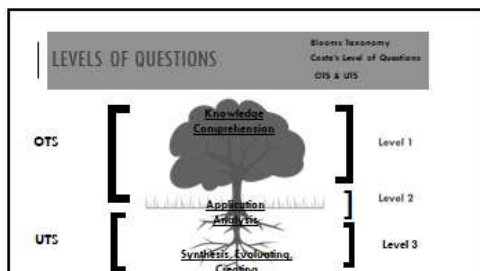 LEVELS OF QUESTIONS
Blooms Taxonomy
Costa's Level of Questions
OTS & UTS
Knowledge
Comprehension
OTS
Level 1
Level 2
Application
Analysis
UTS
Level 3
Synthesis, Evaluating,
Creating